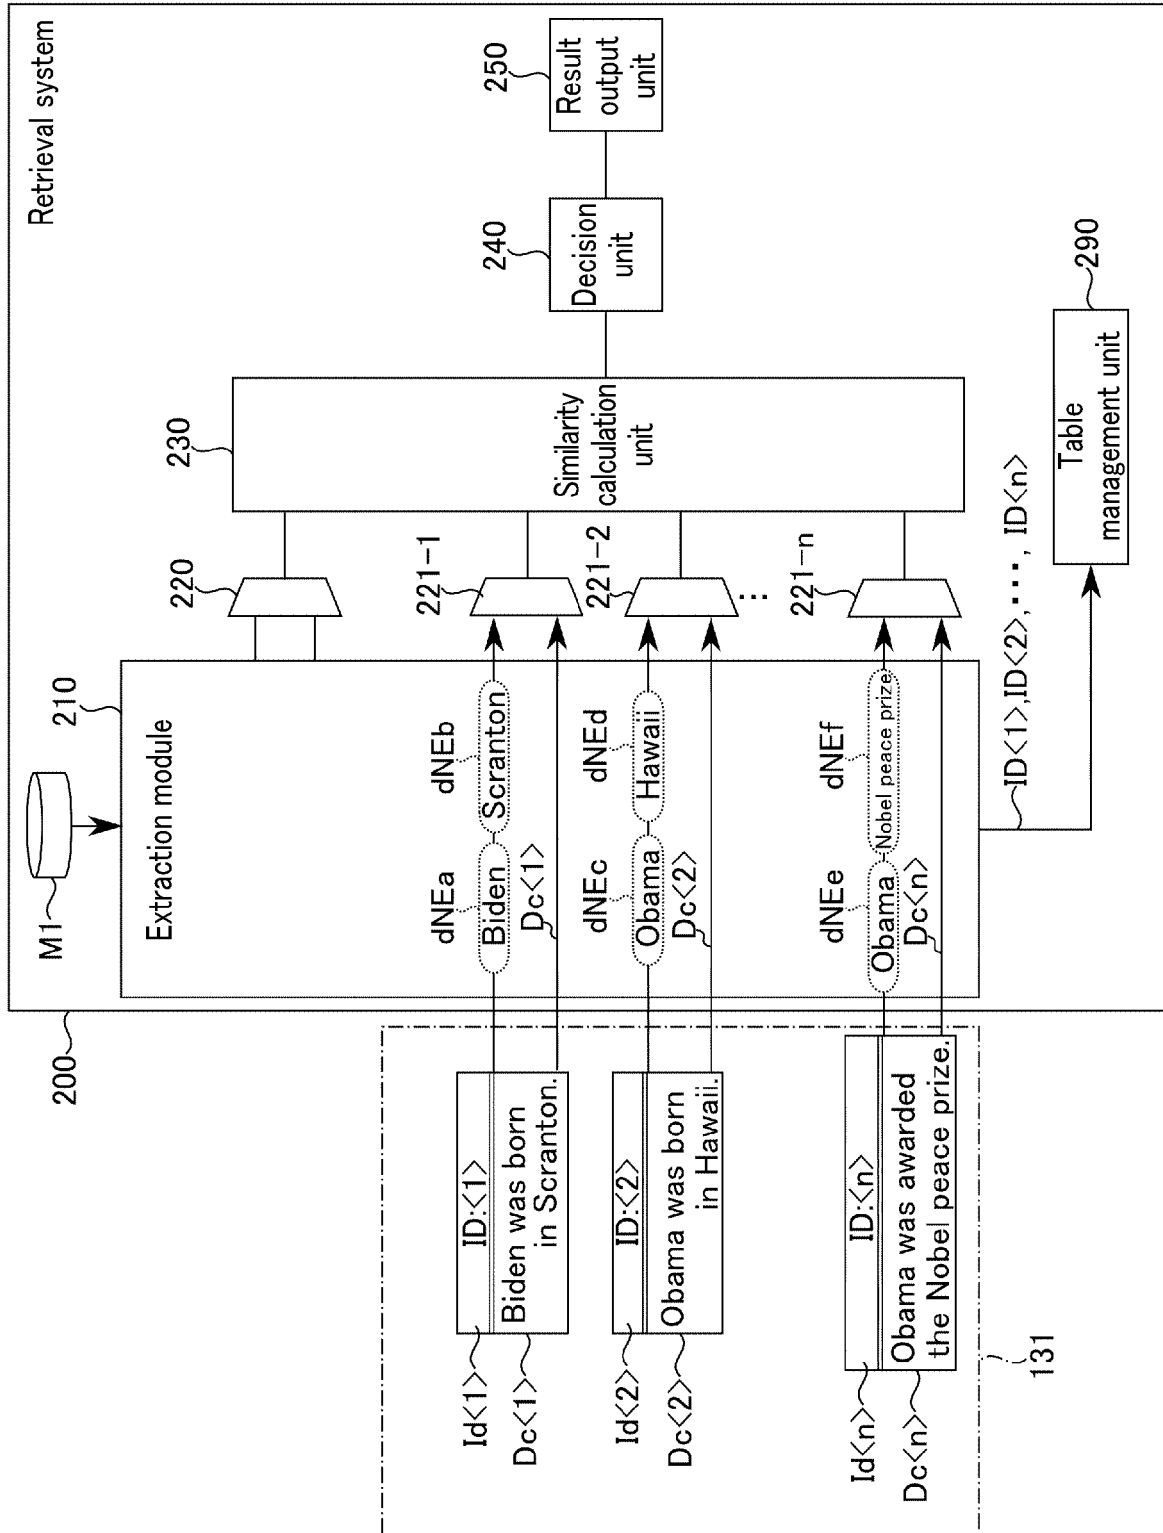 Retrieval system
200
M1
210
Extraction module
220
230
Similarity
calculation
unit
240
Decision
unit
250
Result
output
unit
Id<1>
ID:<1>
Dc<1>
Biden was born
in Scranton.
dNEa
Biden
dNEb
Scranton
Dc<1>
221-1
Id<2>
ID:<2>
Dc<2>
Obama was born
in Hawaii.
dNEc
Obama
dNEd
Hawaii
Dc<2>
221-2
...
Id<n>
ID:<n>
Dc<n>
Obama was awarded
the Nobel peace prize.
dNEe
Obama
dNEf
Nobel peace prize
Dc<n>
221-n
131
ID<1>,ID<2>,···, ID<n>
290
Table
management unit